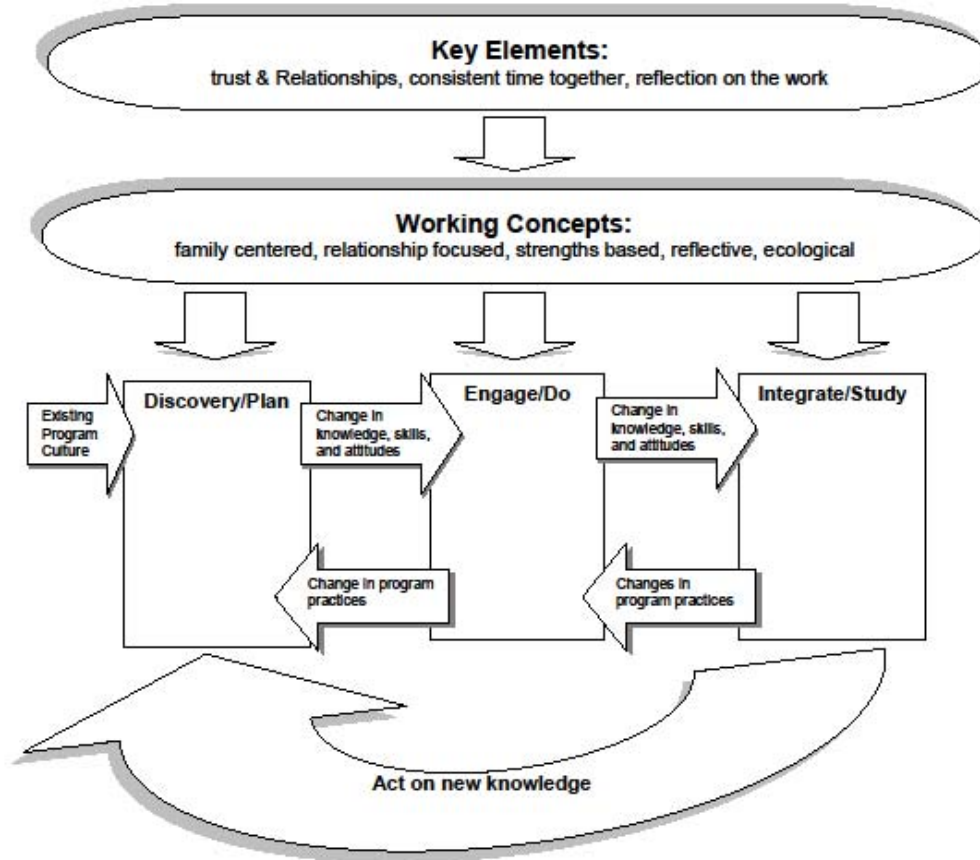 Key Elements:
trust & Relationships, consistent time together, reflection on the work
Working Concepts:
family centered, relationship focused, strengths based, reflective, ecological
Existing
Program
Culture
Discovery/Plan
Change in
knowledge, skills,
and attitudes
Engage/Do
Change in
knowledge, skills,
and attitudes
Integrate/Study
Change in program
practices
Changes in
program practices
Act on new knowledge